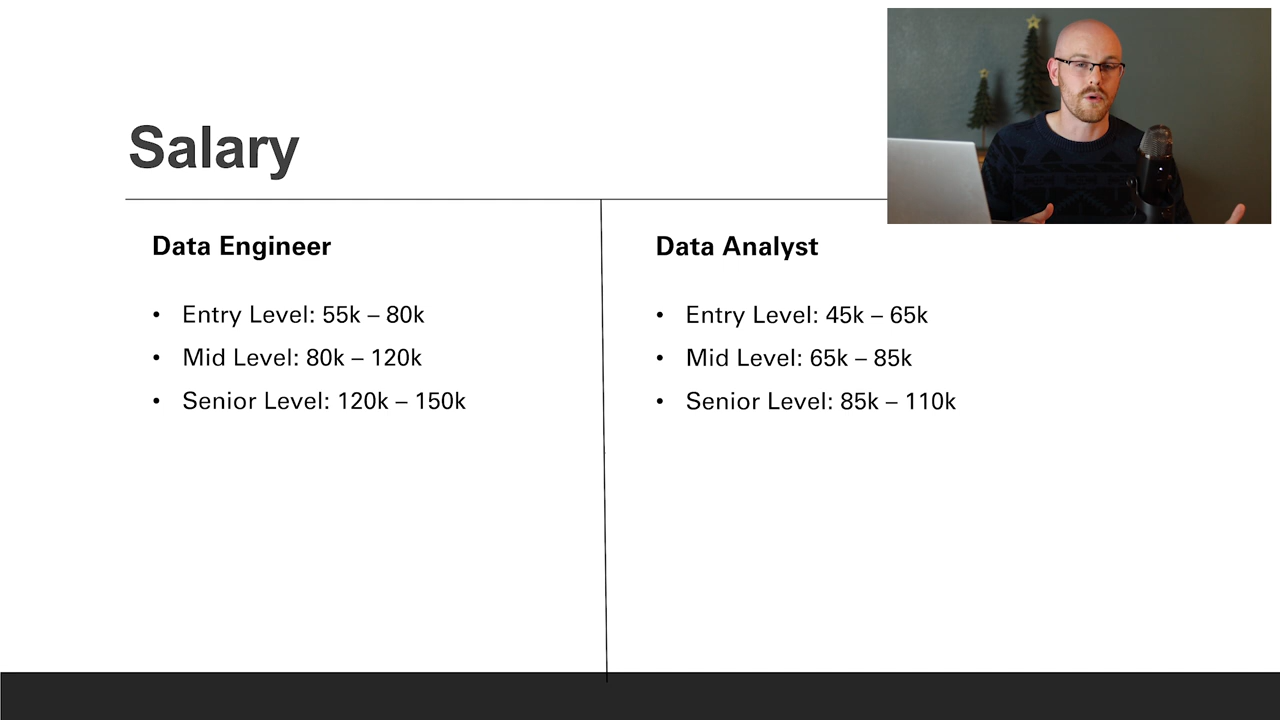 Salary
Data Engineer
• Entry Level: 55k – 80k
• Mid Level: 80k – 120k
• Senior Level: 120k – 150k
Data Analyst
• Entry Level: 45k – 65k
• Mid Level: 65k – 85k
• Senior Level: 85k – 110k